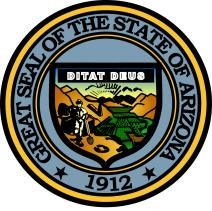 GREAT SEAL OF THE STATE OF ARIZONA
DITAT DEUS
1912